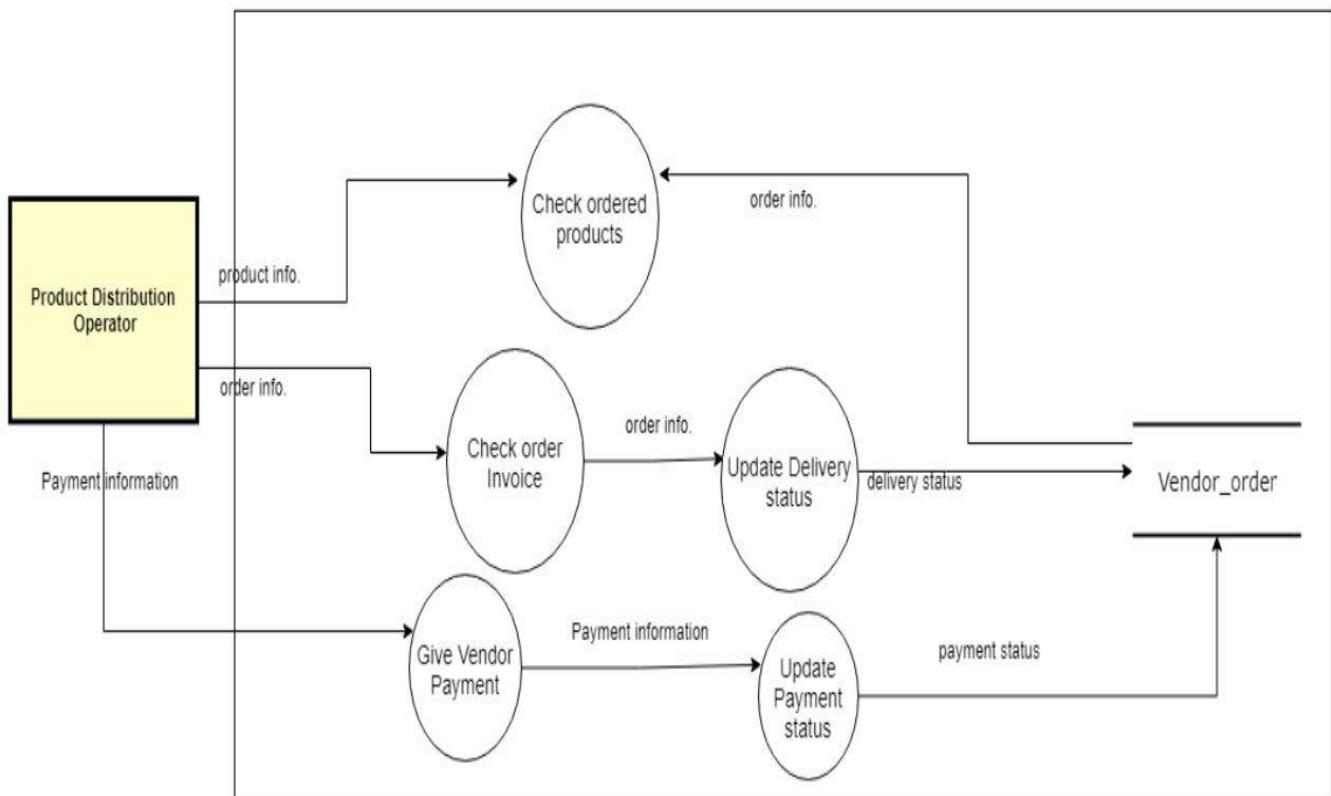 Check ordered
products
order info.
product info.
Product Distribution
Operator
order info.
Check order
Invoice
order info.
Update Delivery
status
delivery status
Vendor_order
Payment information
Give Vendor
Payment
Payment information
Update
Payment
status
payment status